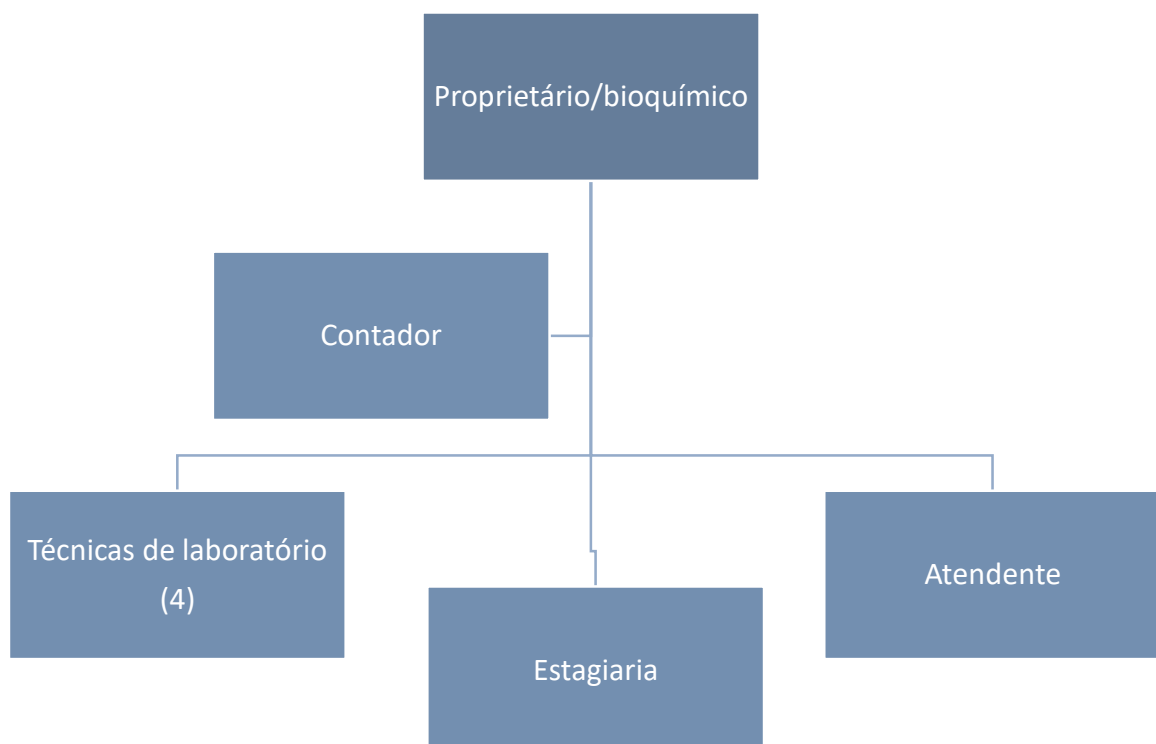 Proprietário/bioquímico
Contador
Técnicas de laboratório
(4)
Estagiaria
Atendente